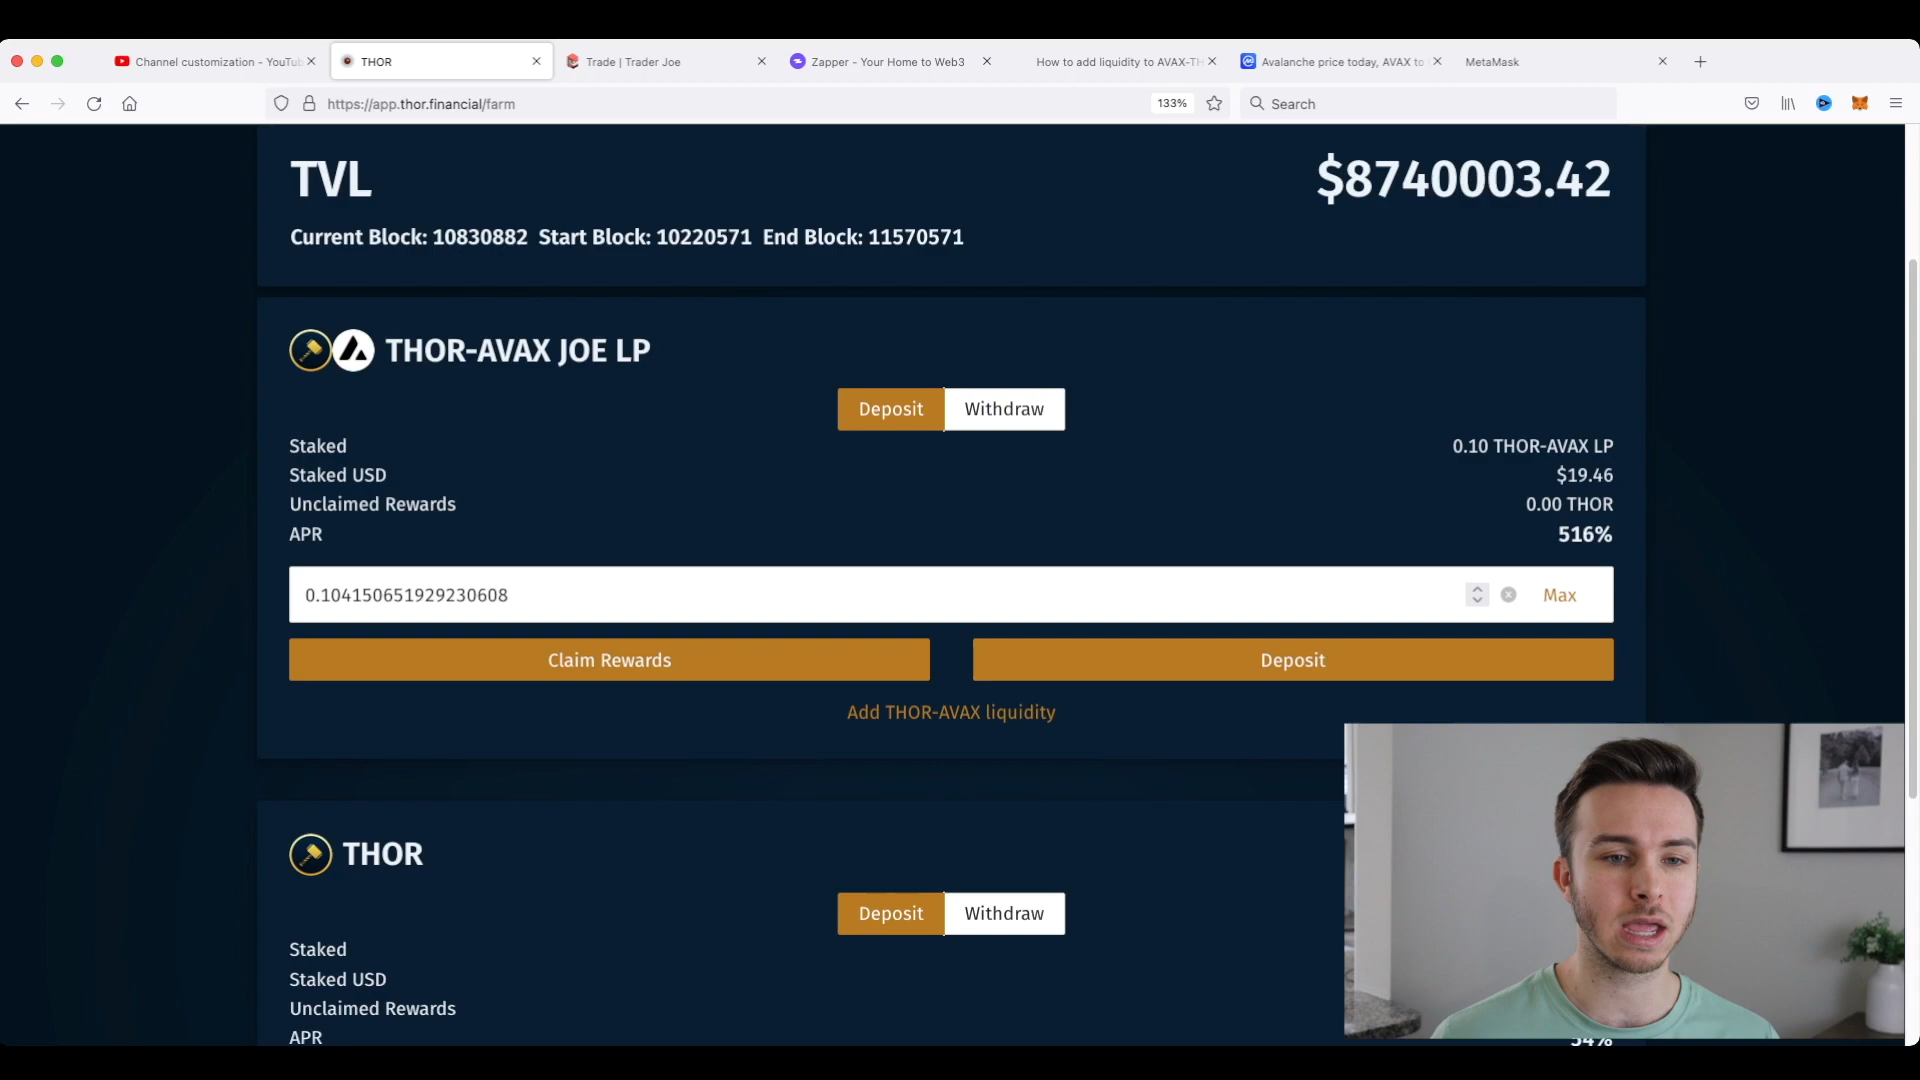 Channel customization - YouTub
THOR
Trade | Trader Joe
Zapper - Your Home to Web3
How to add liquidity to AVAX-TH
Avalanche price today, AVAX to
MetaMask
https://app.thor.financial/farm
133%
Search
TVL
$8740003.42
Current Block: 10830882 Start Block: 10220571 End Block: 11570571
THOR-AVAX JOE LP
Deposit
Withdraw
Staked
0.10 THOR-AVAX LP
Staked USD
$19.46
Unclaimed Rewards
0.00 THOR
APR
516%
0.104150651929230608
Max
Claim Rewards
Deposit
Add THOR-AVAX liquidity
THOR
Deposit
Withdraw
Staked
Staked USD
Unclaimed Rewards
APR
54%